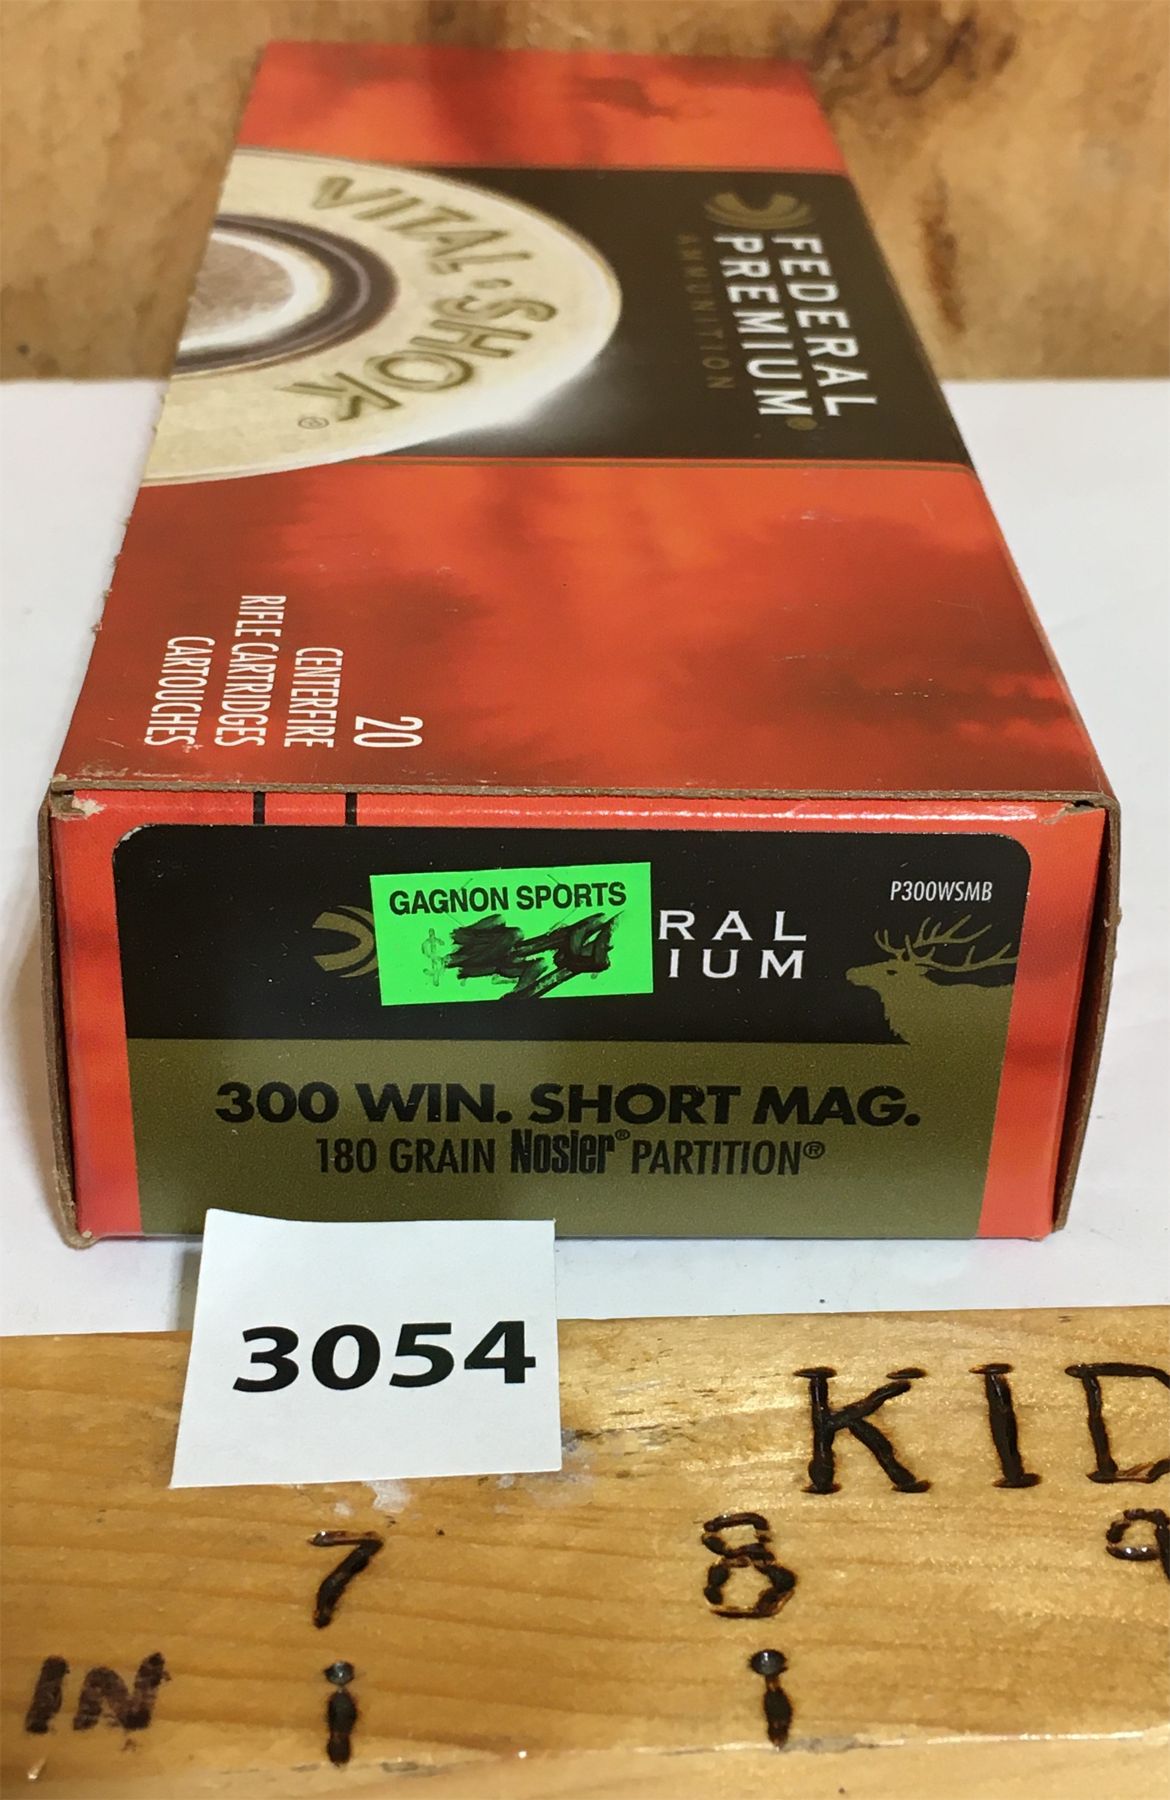 VITAL·SHOK®
FEDERAL
PREMIUM®
AMMUNITION
20
CENTERFIRE
RIFLE CARTRIDGES
CARTOUCHES
GAGNON SPORTS
$
RAL
IUM
P300WSMB
300 WIN. SHORT MAG.
180 GRAIN Nosler® PARTITION®
3054
KID
7 8 9
IN